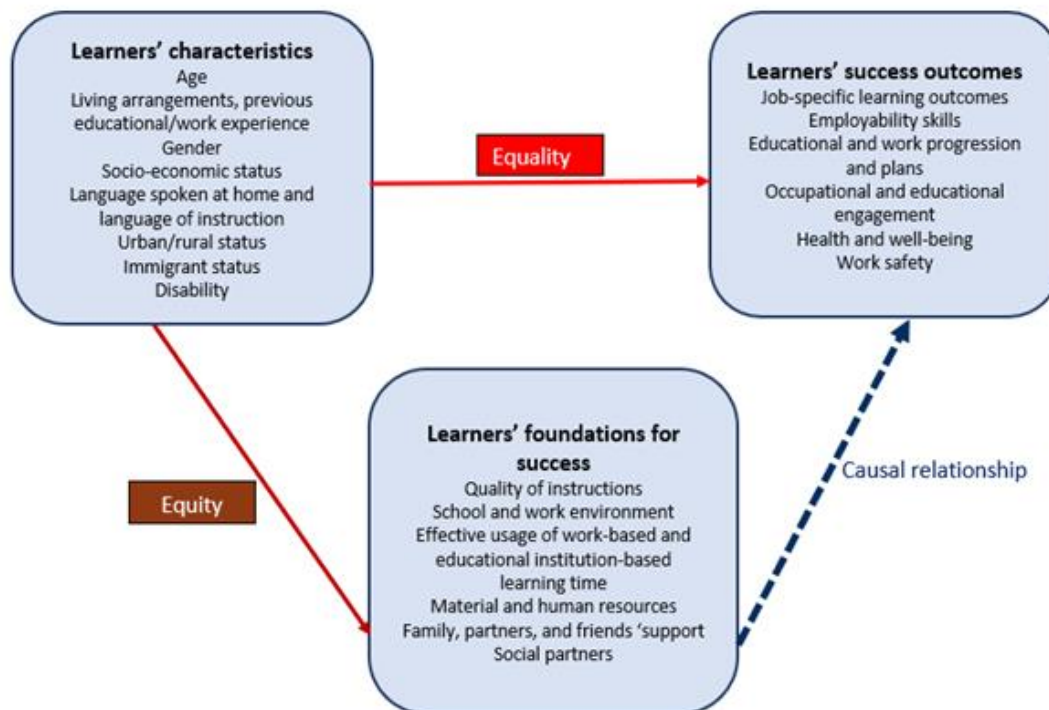 Learners’ characteristics
Age
Living arrangements, previous
educational/work experience
Gender
Socio-economic status
Language spoken at home and
language of instruction
Urban/rural status
Immigrant status
Disability
Equality
Learners’ success outcomes
Job-specific learning outcomes
Employability skills
Educational and work progression
and plans
Occupational and educational
engagement
Health and well-being
Work safety
Equity
Learners’ foundations for
success
Quality of instructions
School and work environment
Effective usage of work-based and
educational institution-based
learning time
Material and human resources
Family, partners, and friends ‘support
Social partners
Causal relationship